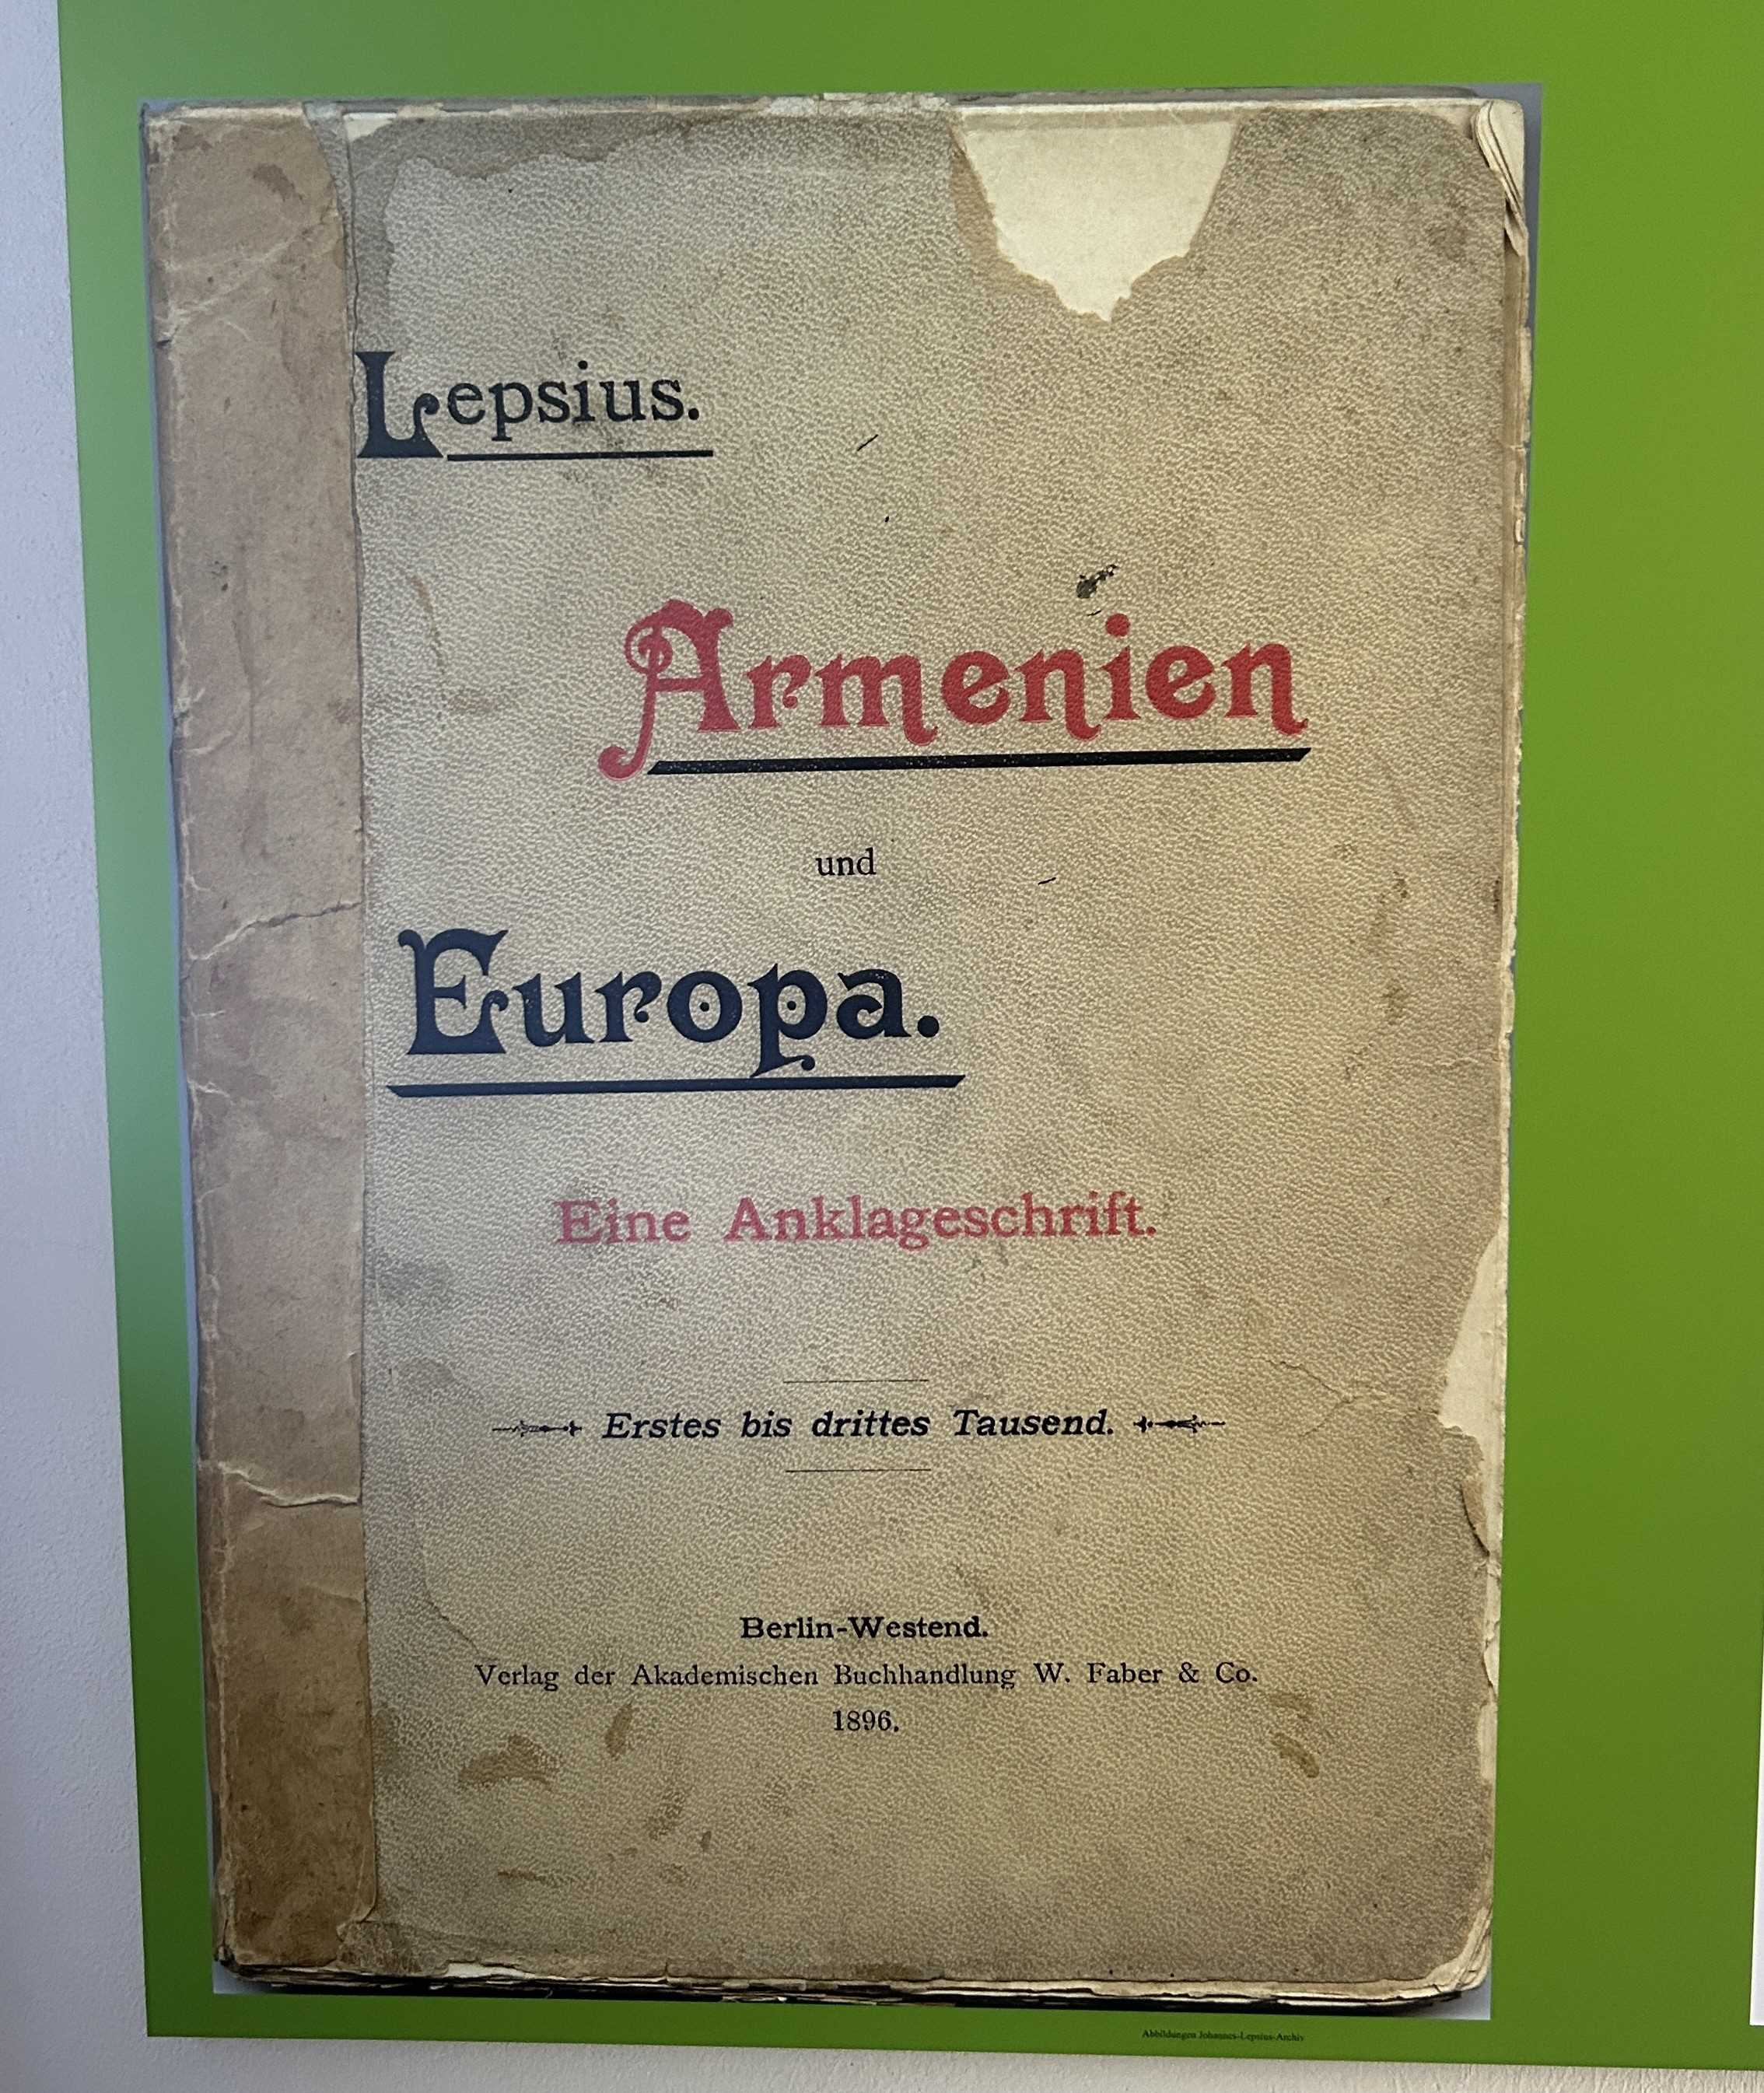 Lepsius.
Armenien
und
Europa.
Eine Anklageschrift.
Erstes bis drittes Tausend.
Berlin-Westend.
Verlag der Akademischen Buchhandlung W. Faber & Co.
1896.
Abbildungen Johannes-Lepsius-Archiv